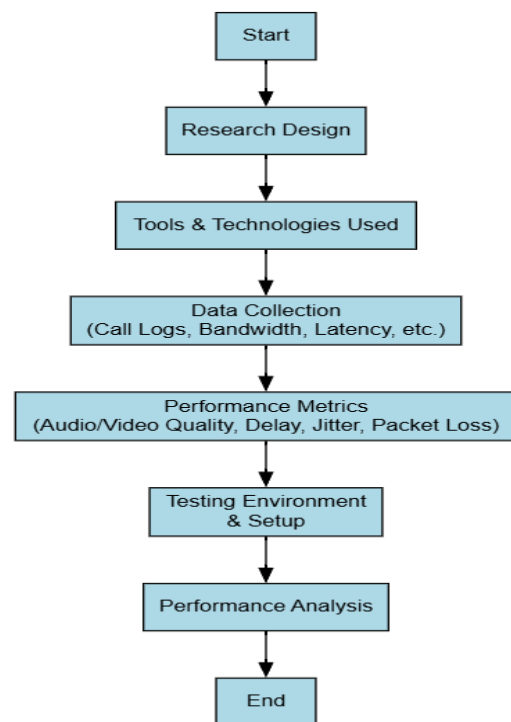 Start
Research Design
Tools & Technologies Used
Data Collection
(Call Logs, Bandwidth, Latency, etc.)
Performance Metrics
(Audio/Video Quality, Delay, Jitter, Packet Loss)
Testing Environment
& Setup
Performance Analysis
End